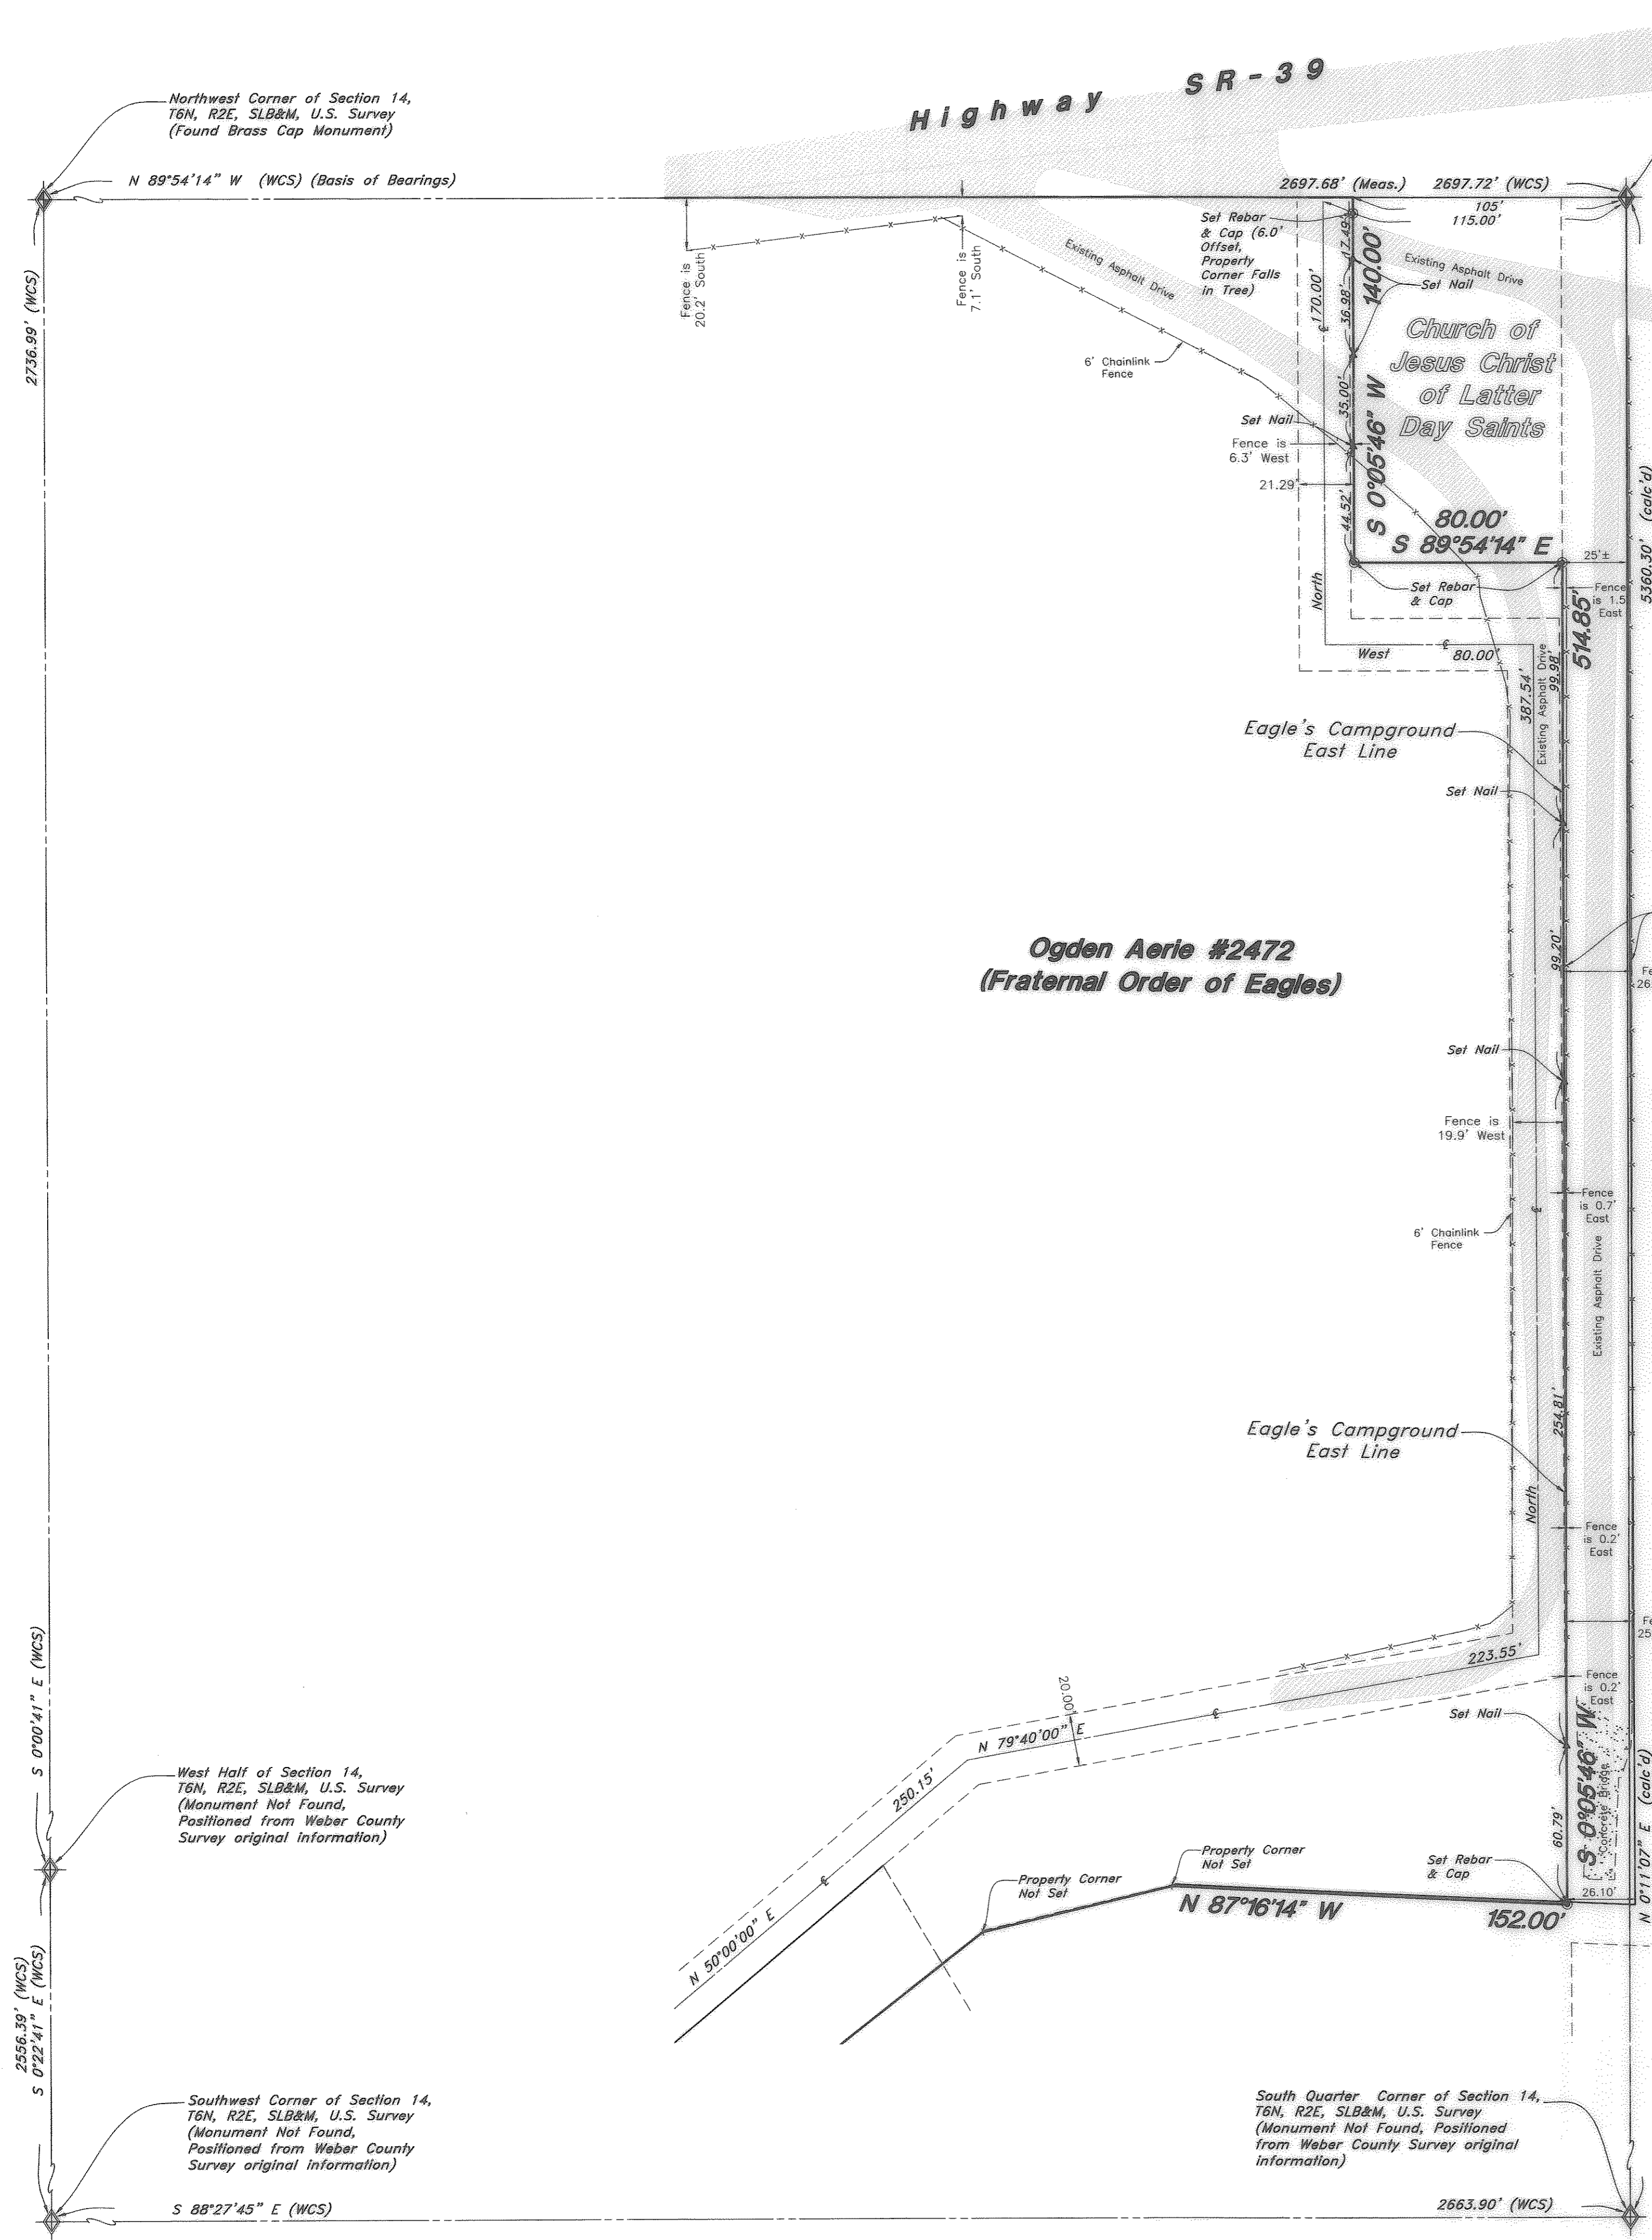 Highway SR-39
Northwest Corner of Section 14,
T6N, R2E, SLB&M, U.S. Survey
(Found Brass Cap Monument)
N 89°54'14" W (WCS) (Basis of Bearings)
2697.68' (Meas.) 2697.72' (WCS)
105'
115.00'
2736.99' (WCS)
Fence is
20.2' South
Fence is
7.1' South
Existing Asphalt Drive
6' Chainlink
Fence
Set Rebar
& Cap (6.0'
Offset,
Property
Corner Falls
in Tree)
170.00'
17.49'
36.98'
35.00'
44.52'
140.00'
S 0°05'46" W
Existing Asphalt Drive
Set Nail
Church of
Jesus Christ
of Latter
Day Saints
Set Nail
Fence is
6.3' West
21.29'
80.00'
S 89°54'14" E
25'±
5360.30' (calc'd)
North
Set Rebar
& Cap
Fence
is 1.5
East
514.85'
West 80.00'
387.54'
Existing Asphalt Drive
99.98'
Eagle's Campground
East Line
Set Nail
Ogden Aerie #2472
(Fraternal Order of Eagles)
99.20'
Fe
26.
Set Nail
Fence is
19.9' West
Fence
is 0.7'
East
6' Chainlink
Fence
Existing Asphalt Drive
254.81'
Eagle's Campground
East Line
North
Fence
is 0.2'
East
Fe
25
223.55'
Fence
is 0.2'
East
20.00'
N 79°40'00" E
Set Nail
S 0°05'46" W
Concrete Bridge
250.15'
60.79'
N 0°11'07" E (calc'd)
S 0°00'41" E (WCS)
West Half of Section 14,
T6N, R2E, SLB&M, U.S. Survey
(Monument Not Found,
Positioned from Weber County
Survey original information)
Property Corner
Not Set
Property Corner
Not Set
Set Rebar
& Cap
26.10'
N 87°16'14" W
152.00'
N 50°00'00" E
2556.39' (WCS)
S 0°22'41" E (WCS)
Southwest Corner of Section 14,
T6N, R2E, SLB&M, U.S. Survey
(Monument Not Found,
Positioned from Weber County
Survey original information)
South Quarter Corner of Section 14,
T6N, R2E, SLB&M, U.S. Survey
(Monument Not Found, Positioned
from Weber County Survey original
information)
S 88°27'45" E (WCS)
2663.90' (WCS)